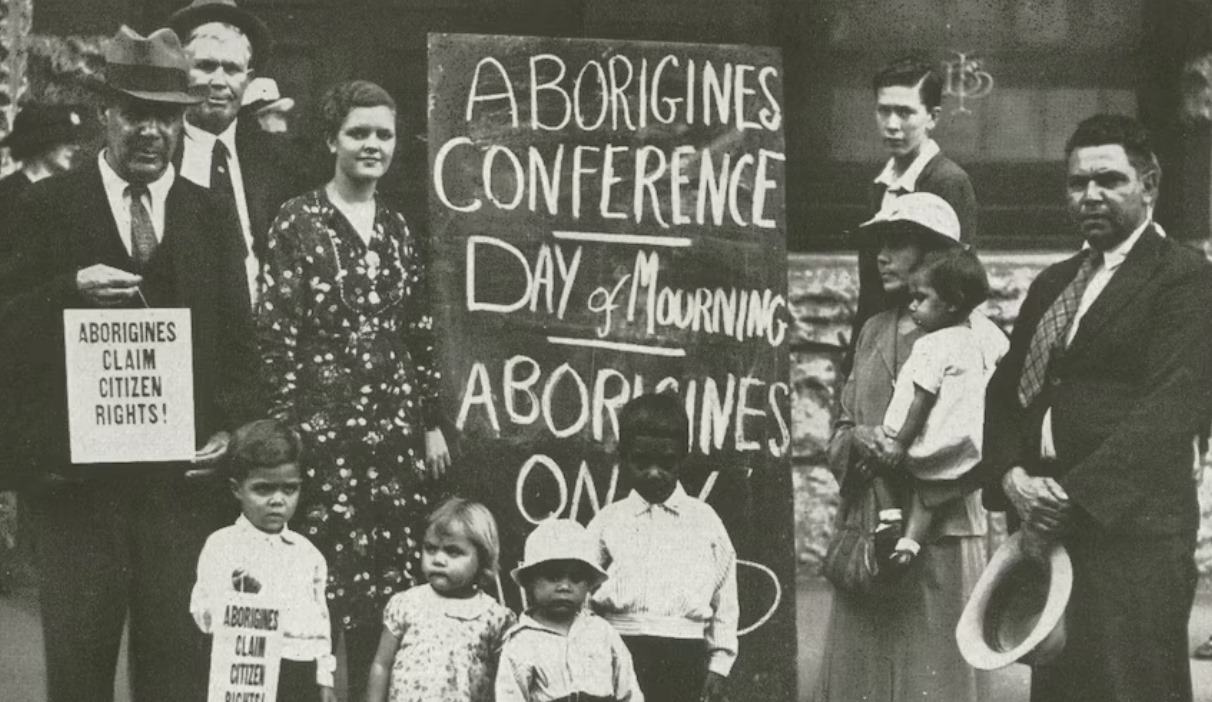 ABORIGINES
CONFERENCE
DAY of MOURNING
ABORIGINES
ONLY
ABORIGINES
CLAIM
CITIZEN
RIGHTS!
ABORIGINES
CLAIM
CITIZEN
RIGHTS!